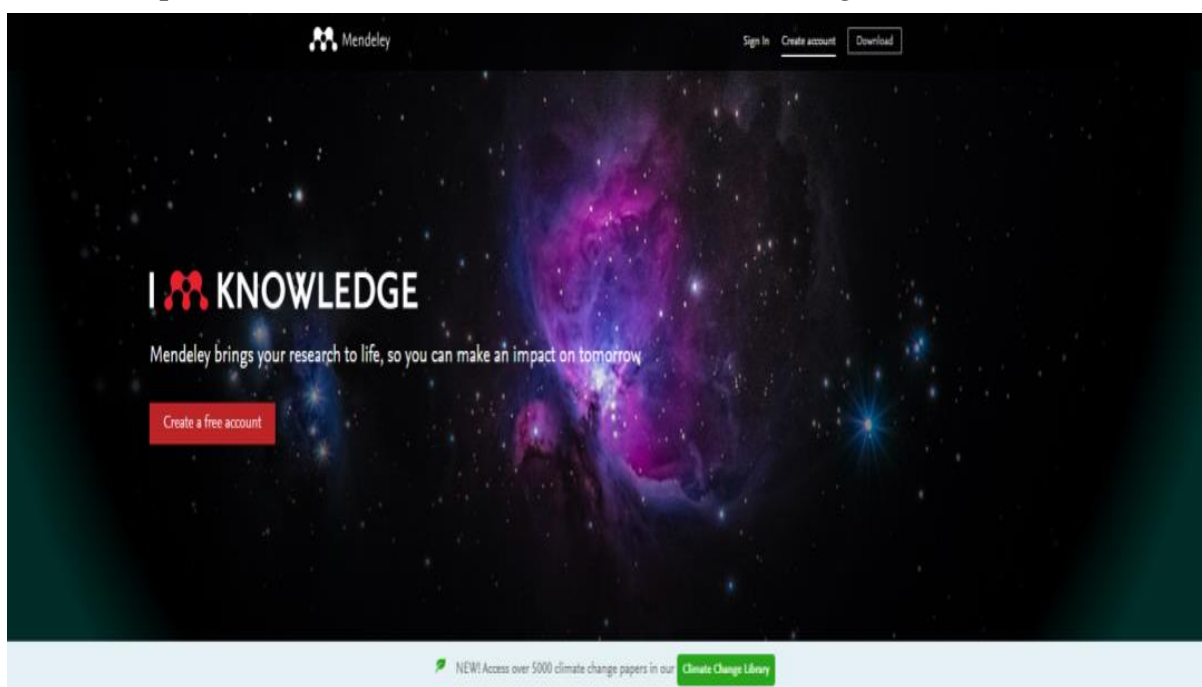 Mendeley
Sign In Create account Download
I KNOWLEDGE
Mendeley brings your research to life, so you can make an impact on tomorrow
Create a free account
NEW! Access over 5000 climate change papers in our Climate Change Library